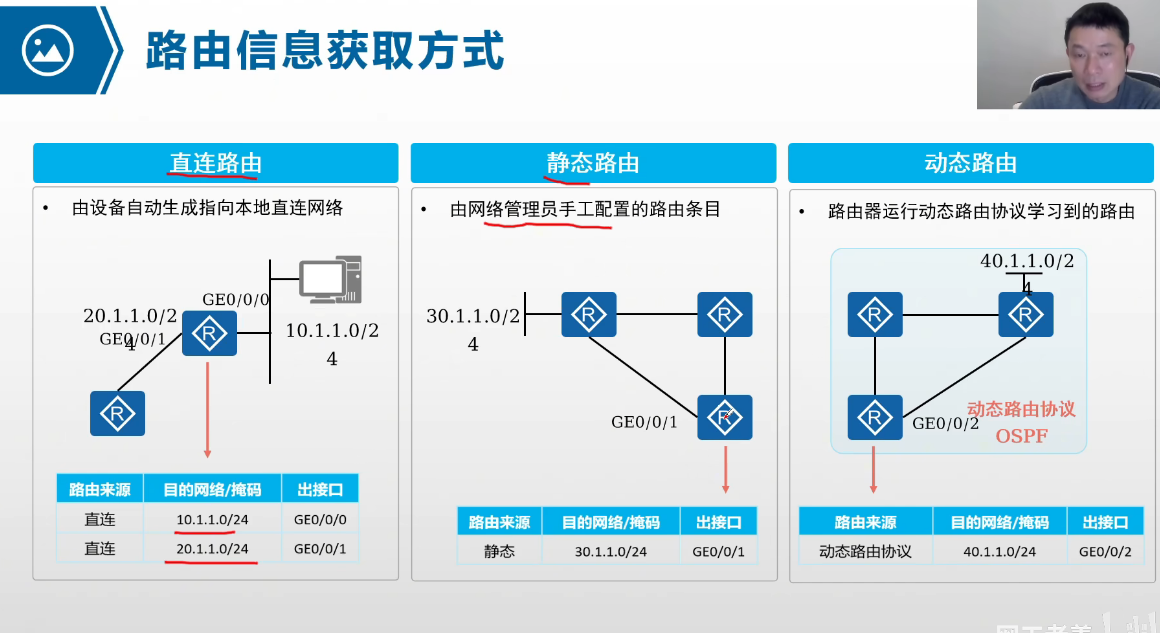 路由信息获取方式
直连路由
• 由设备自动生成指向本地直连网络
GE0/0/0
20.1.1.0/2
4
GE0/0/1
R
10.1.1.0/2
4
R
路由来源 目的网络/掩码 出接口
直连 10.1.1.0/24 GE0/0/0
直连 20.1.1.0/24 GE0/0/1
静态路由
• 由网络管理员手工配置的路由条目
30.1.1.0/2
4
R
R
GE0/0/1
R
路由来源 目的网络/掩码 出接口
静态 30.1.1.0/24 GE0/0/1
动态路由
• 路由器运行动态路由协议学习到的路由
40.1.1.0/2
4
R
R
R
GE0/0/2
动态路由协议
OSPF
路由来源 目的网络/掩码 出接口
动态路由协议 40.1.1.0/24 GE0/0/2